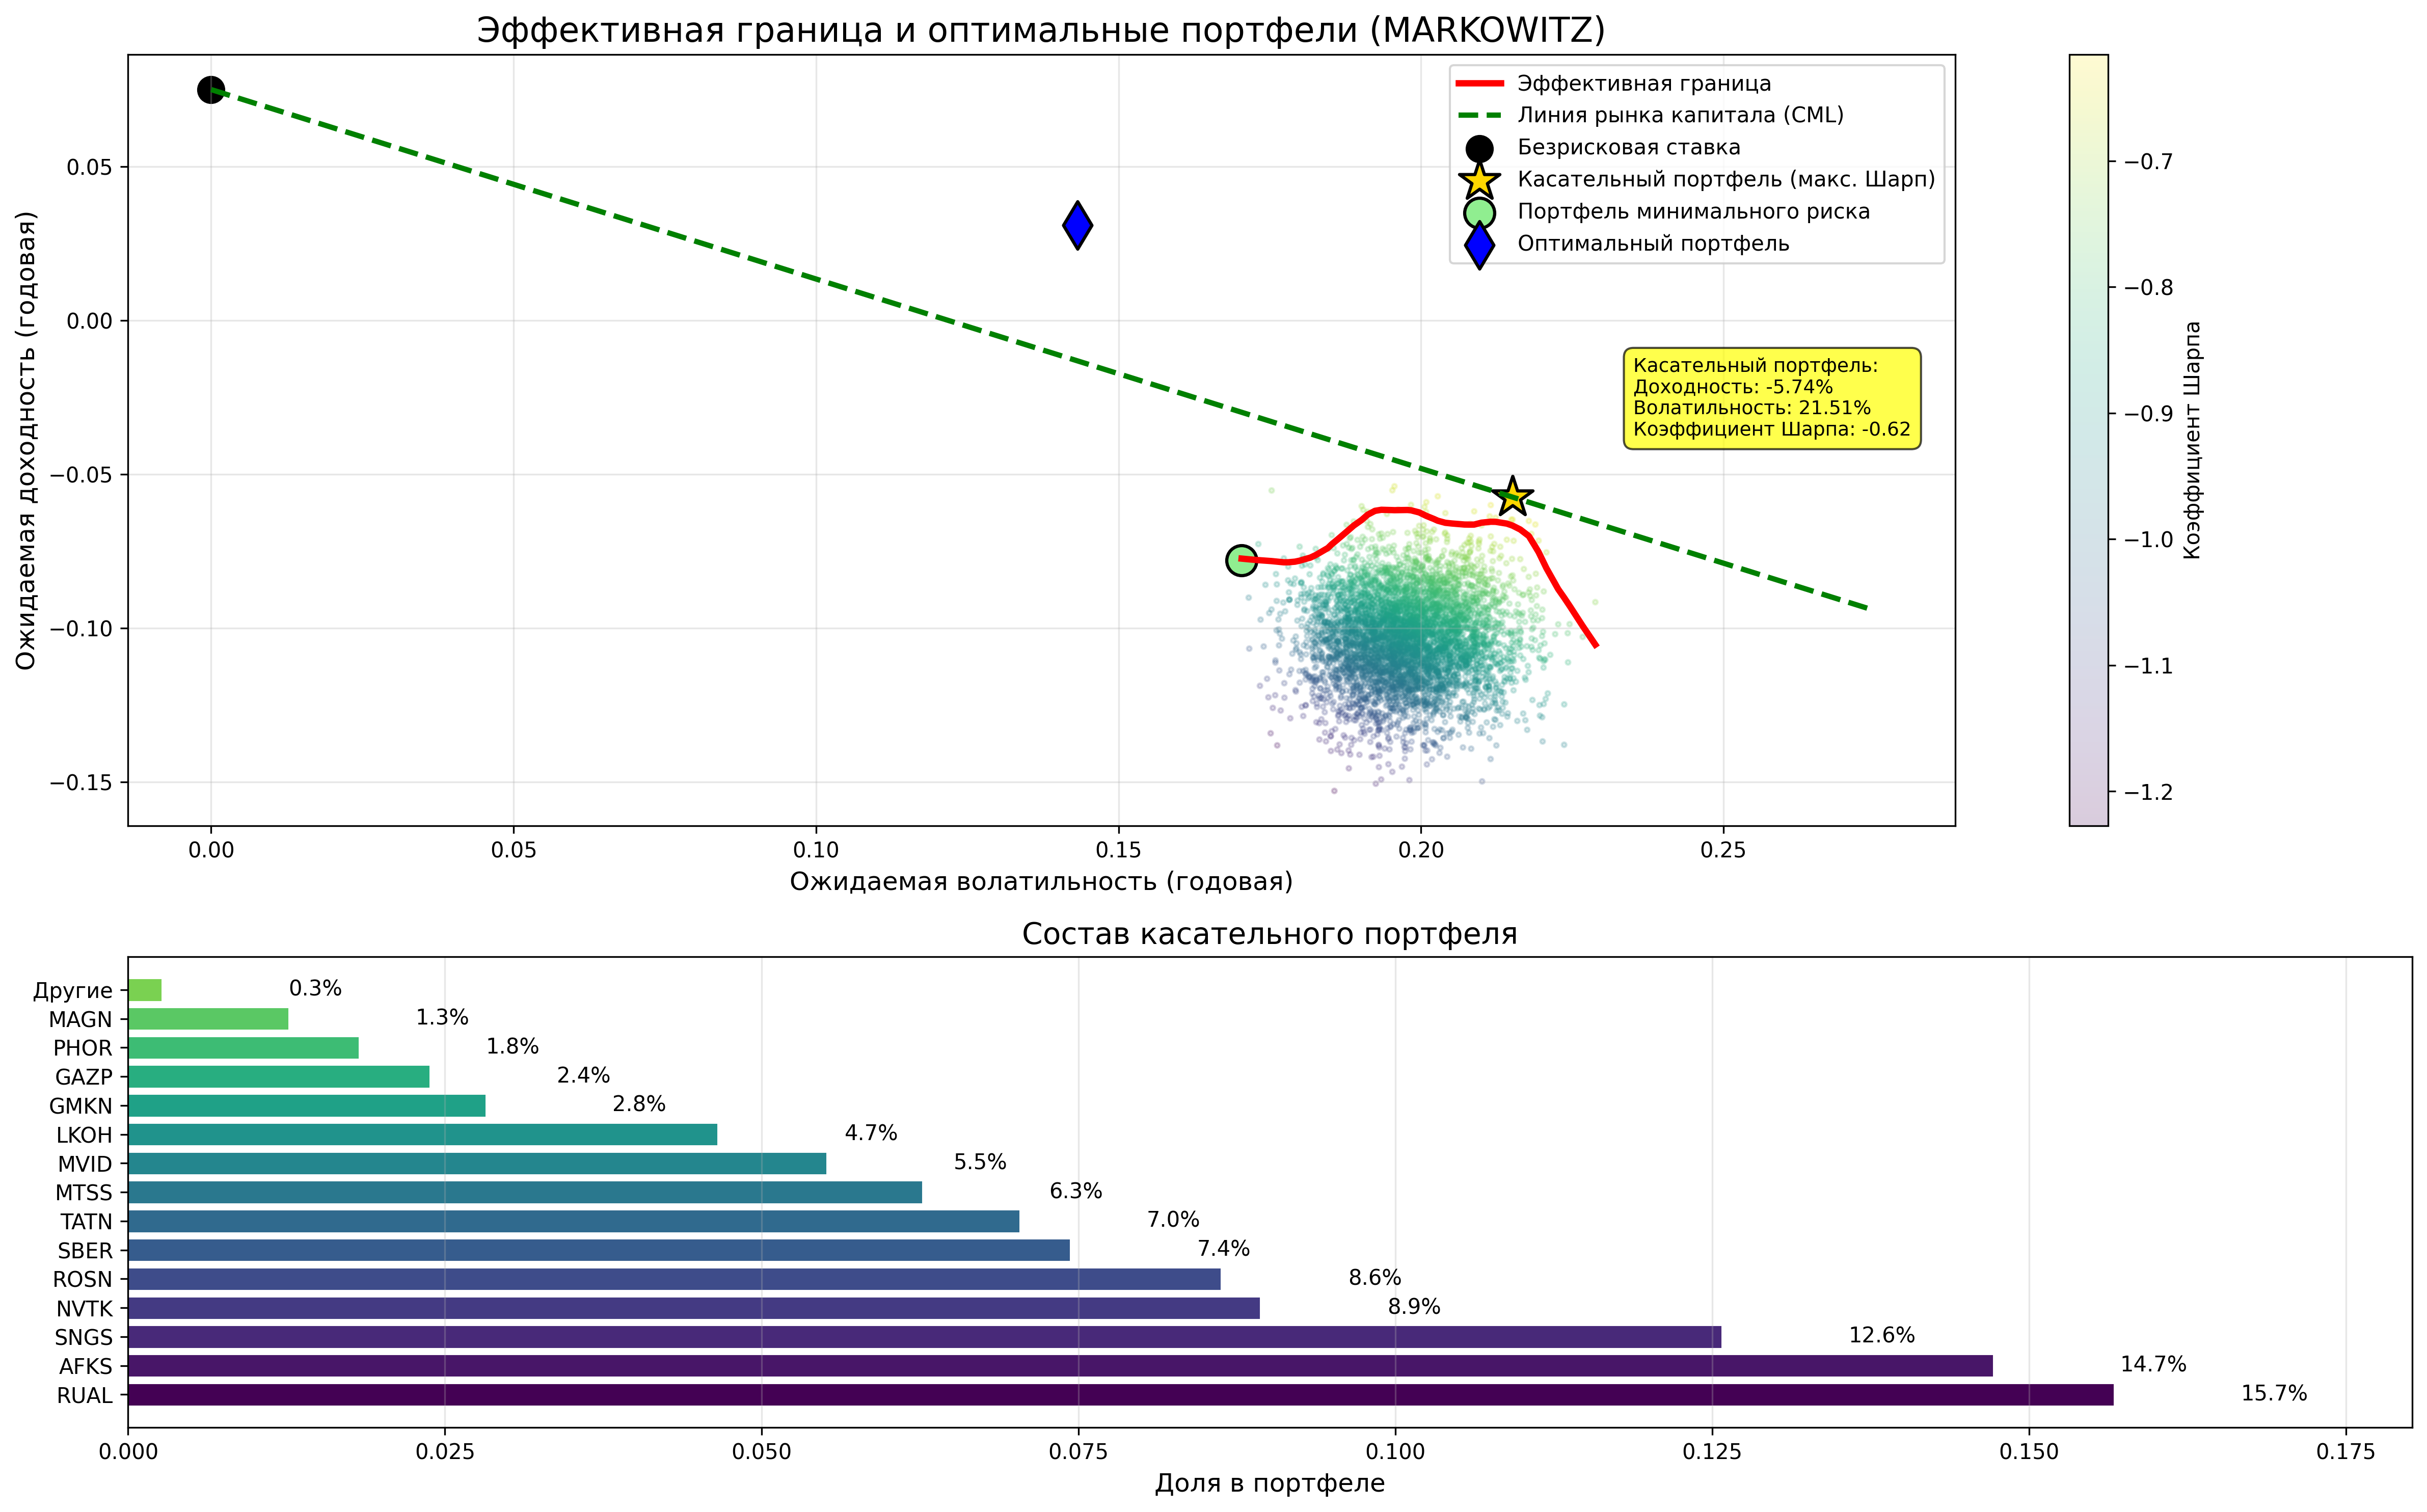 Эффективная граница и оптимальные портфели (MARKOWITZ)
Эффективная граница
Линия рынка капитала (CML)
Безрисковая ставка
Касательный портфель (макс. Шарп)
Портфель минимального риска
Оптимальный портфель
Касательный портфель:
Доходность: -5.74%
Волатильность: 21.51%
Коэффициент Шарпа: -0.62
Ожидаемая доходность (годовая)
0.05
0.00
−0.05
−0.10
−0.15
0.00 0.05 0.10 0.15 0.20 0.25
Ожидаемая волатильность (годовая)
−0.7
−0.8
−0.9
−1.0
−1.1
−1.2
Коэффициент Шарпа
Состав касательного портфеля
Другие 0.3%
MAGN 1.3%
PHOR 1.8%
GAZP 2.4%
GMKN 2.8%
LKOH 4.7%
MVID 5.5%
MTSS 6.3%
TATN 7.0%
SBER 7.4%
ROSN 8.6%
NVTK 8.9%
SNGS 12.6%
AFKS 14.7%
RUAL 15.7%
0.000 0.025 0.050 0.075 0.100 0.125 0.150 0.175
Доля в портфеле